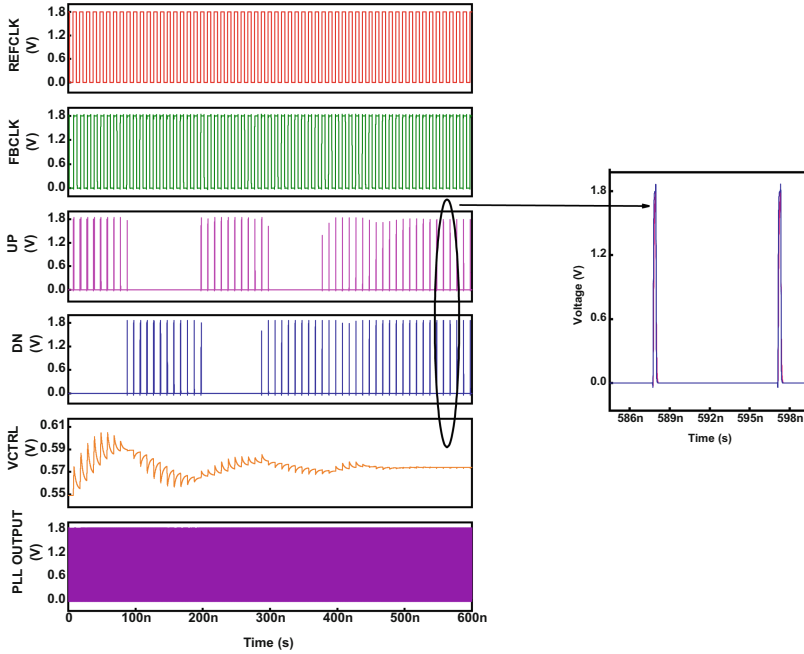 REFCLK
(V)
1.8
1.2
0.6
0.0
FBCLK
(V)
1.8
1.2
0.6
0.0
UP
(V)
1.8
1.2
0.6
0.0
DN
(V)
1.8
1.2
0.6
0.0
VCTRL
(V)
0.61
0.59
0.57
0.55
PLL OUTPUT
(V)
1.8
1.2
0.6
0.0
0 100n 200n 300n 400n 500n 600n
Time (s)
Voltage (V)
1.8
1.2
0.6
0.0
586n 589n 592n 595n 598n
Time (s)